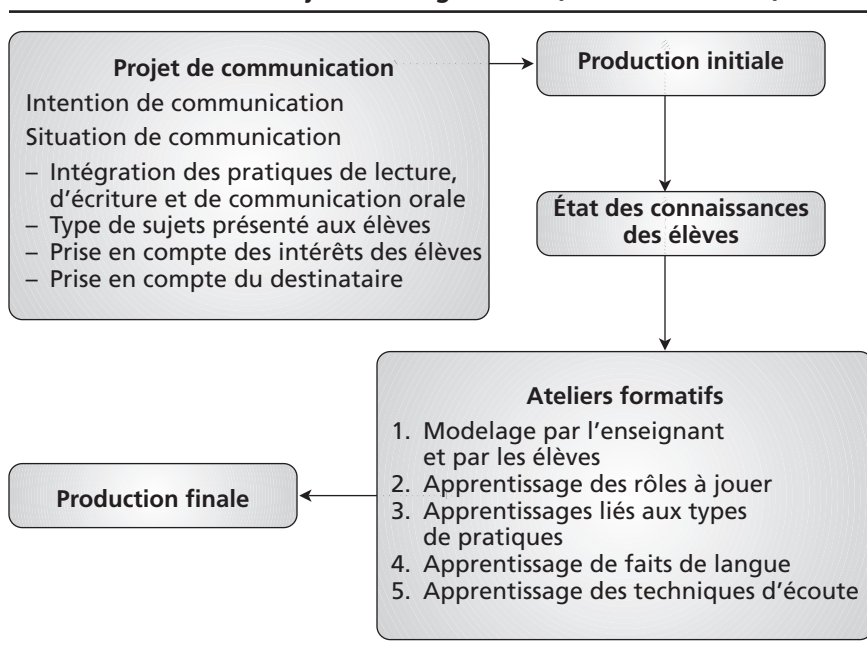 Projet de communication
Intention de communication
Situation de communication
– Intégration des pratiques de lecture,
d'écriture et de communication orale
– Type de sujets présenté aux élèves
– Prise en compte des intérêts des élèves
– Prise en compte du destinataire
Production initiale
État des connaissances
des élèves
Ateliers formatifs
1. Modelage par l'enseignant
et par les élèves
2. Apprentissage des rôles à jouer
3. Apprentissages liés aux types
de pratiques
4. Apprentissage de faits de langue
5. Apprentissage des techniques d'écoute
Production finale